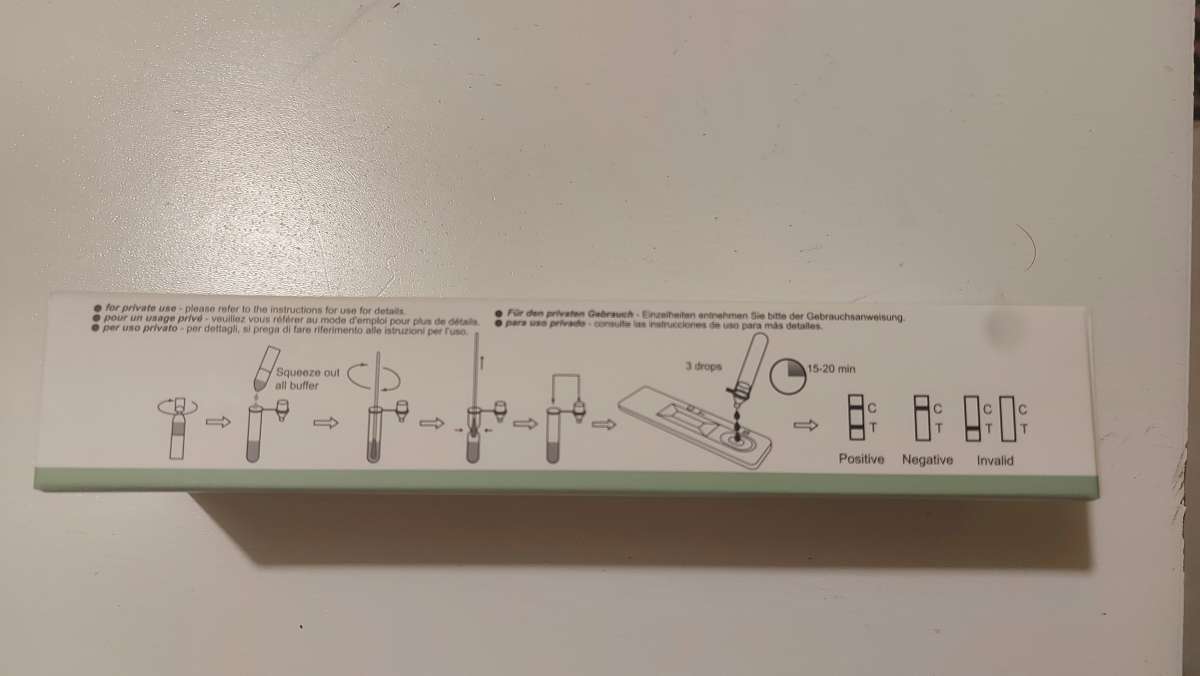 for private use - please refer to the instructions for use for details.
pour un usage privé - veuillez vous référer au mode d'emploi pour plus de détails.
per uso privato - per dettagli, si prega di fare riferimento alle istruzioni per l'uso.
Für den privaten Gebrauch - Einzelheiten entnehmen Sie bitte der Gebrauchsanweisung.
para uso privado - consulte las instrucciones de uso para más detalles.
Squeeze out
all buffer
3 drops
15-20 min
C
T
Positive
C
T
Negative
C
T
C
T
Invalid